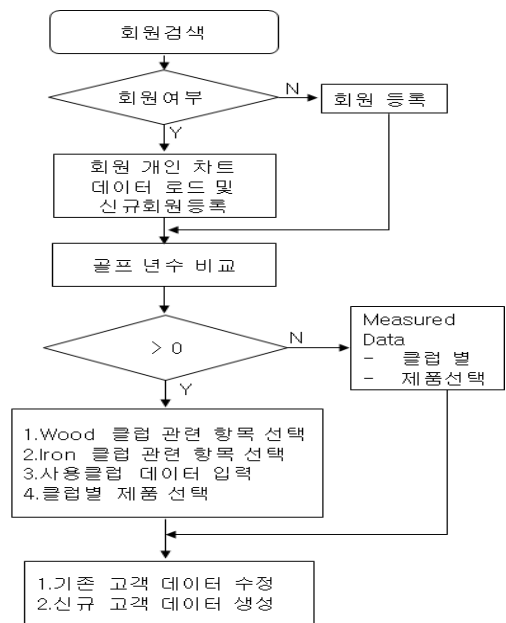 회원검색
회원여부
N
회원 등록
Y
회원 개인 차트
데이터 로드 및
신규회원등록
골프 년수 비교
> 0
N
Measured
Data
- 클럽 별
- 제품선택
Y
1.Wood 클럽 관련 항목 선택
2.Iron 클럽 관련 항목 선택
3.사용클럽 데이터 입력
4.클럽별 제품 선택
1.기존 고객 데이터 수정
2.신규 고객 데이터 생성